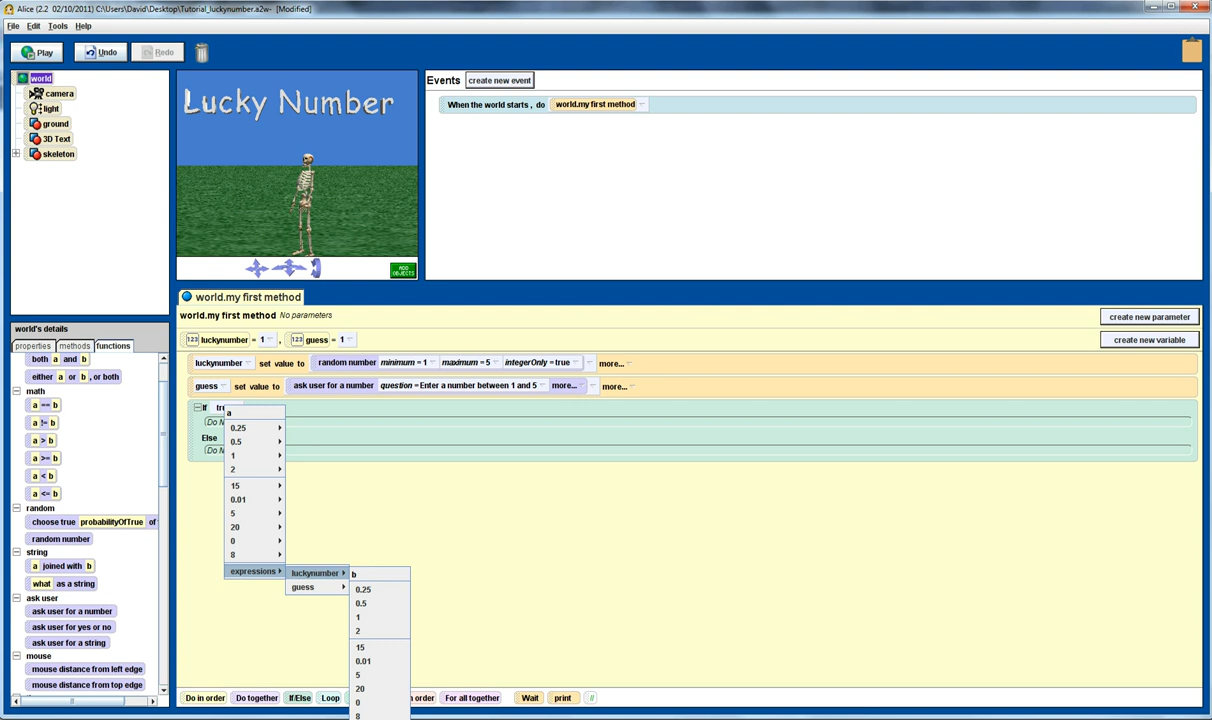 Alice (2.2 02/10/2011) C:\Users\David\Desktop\Tutorial_luckynumber.a2w- [Modified]
File Edit Tools Help
Play Undo Redo
world
camera
light
ground
3D Text
skeleton
Lucky Number
ADD OBJECTS
Events create new event
When the world starts , do world.my first method
world's details
properties methods functions
both a and b
either a or b , or both
math
a == b
a != b
a > b
a >= b
a < b
a <= b
random
choose true probabilityOfTrue of
random number
string
a joined with b
what as a string
ask user
ask user for a number
ask user for yes or no
ask user for a string
mouse
mouse distance from left edge
mouse distance from top edge
world.my first method
world.my first method No parameters
create new parameter
123 luckynumber = 1 , 123 guess = 1
create new variable
luckynumber set value to random number minimum = 1 maximum = 5 integerOnly = true more...
guess set value to ask user for a number question = Enter a number between 1 and 5 more... more...
If
(Do N
Else
(Do N
a
0.25
0.5
1
2
15
0.01
5
20
0
8
expressions
luckynumber
guess
b
0.25
0.5
1
2
15
0.01
5
20
0
8
Do in order Do together If/Else Loop order For all together Wait print //